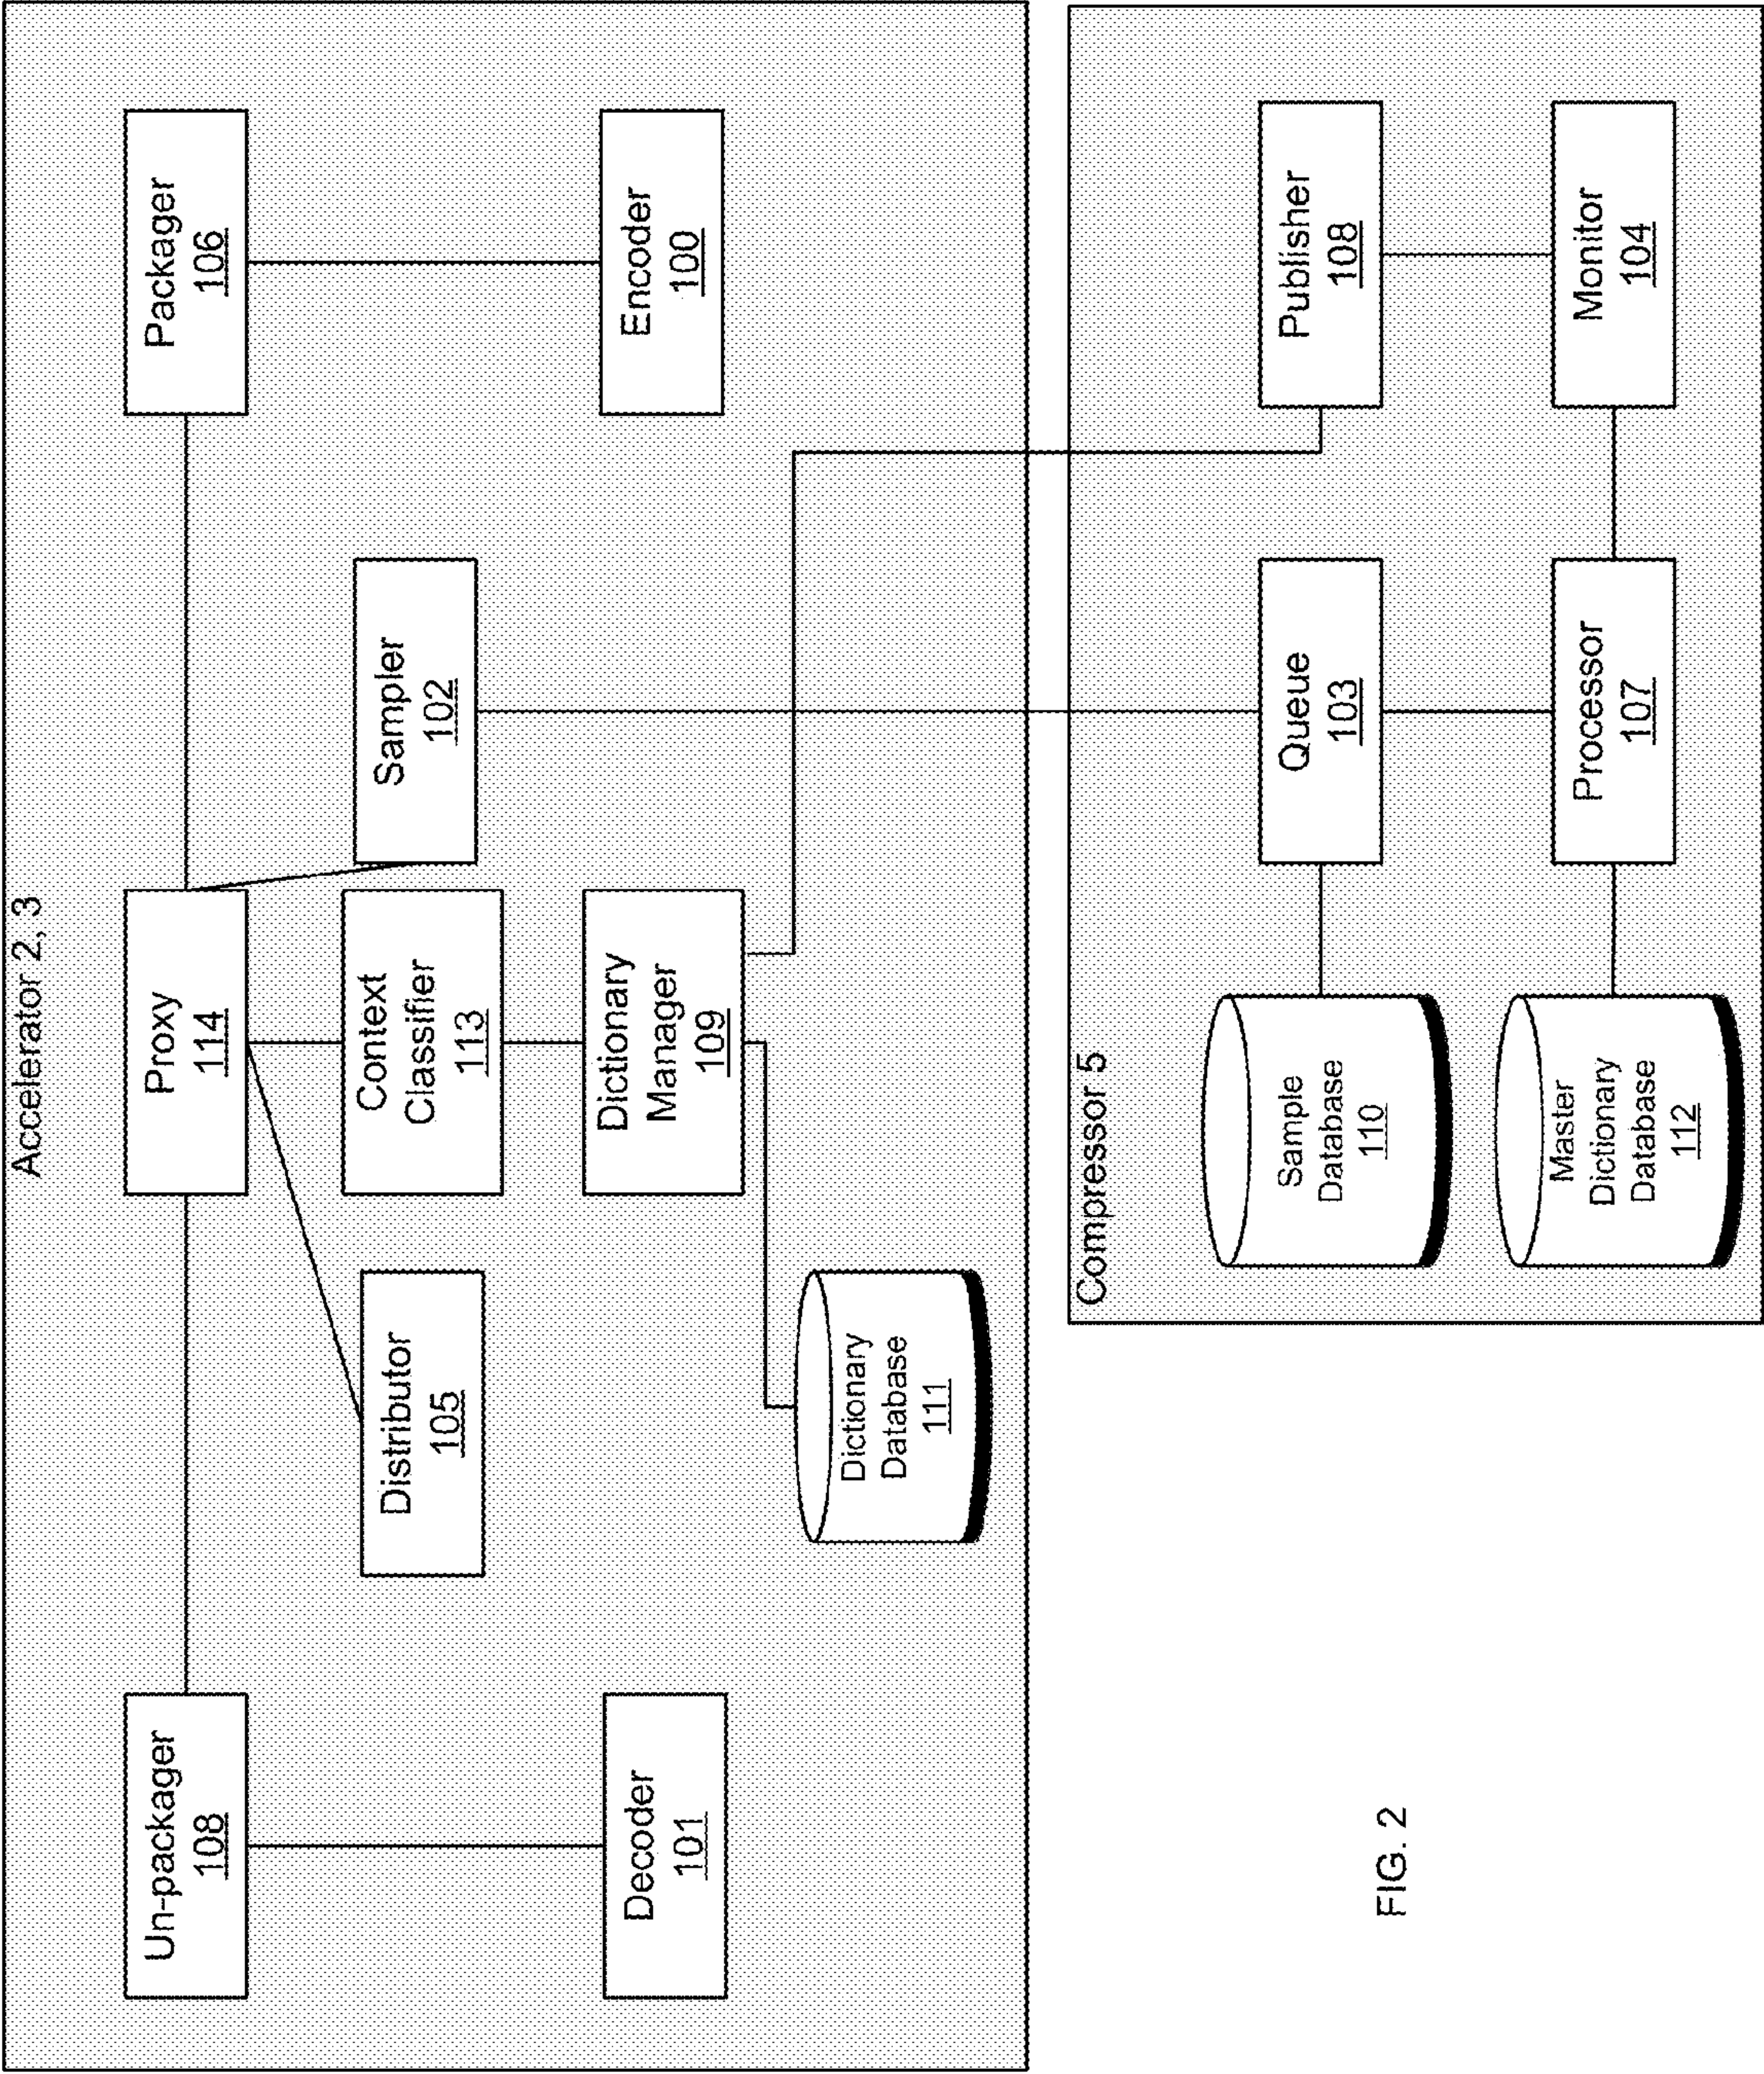 Accelerator 2, 3
Un-packager
108
Proxy
114
Packager
106
Distributor
105
Context
Classifier
113
Sampler
102
Decoder
101
Dictionary
Manager
109
Encoder
100
Dictionary
Database
111
Compressor 5
Sample
Database
110
Queue
103
Publisher
108
Master
Dictionary
Database
112
Processor
107
Monitor
104
FIG. 2